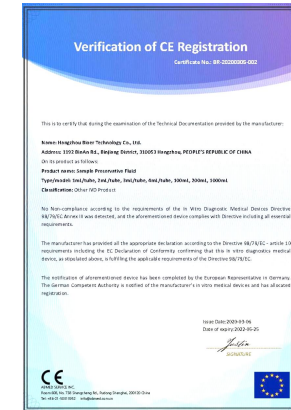 Verification of CE Registration
Certificate No.: BR-20200306-002
This is to certify that during the examination of the Technical Documentation provided by the manufacturer:
Name: Hangzhou Bioer Technology Co., Ltd.
Address: 1192 BinAn Rd., Binjiang District, 310053 Hangzhou, PEOPLE'S REPUBLIC OF CHINA
On its product as follows:
Product name: Sample Preservative Fluid
Type/model: 1mL/tube, 2mL/tube, 3mL/tube, 4mL/tube, 100mL, 200mL, 1000mL
Classification: Other IVD Product
No Non-compliance according to the requirements of the In Vitro Diagnostic Medical Devices Directive
98/79/EC Annex III was detected, and the aforementioned device complies with Directive including all essential
requirements.
The manufacturer has provided all the appropriate declaration according to the Directive 98/79/EC - article 10
requirements including the EC Declaration of Conformity confirming that this in vitro diagnostics medical
device, as stipulated above, is fulfilling the applicable requirements of the Directive 98/79/EC.
The notification of aforementioned device has been completed by the European Representative in Germany.
The German Competent Authority is notified of the manufacturer's in vitro medical devices and has allocated
registration.
Issue Date: 2020-03-06
Date of expiry: 2022-05-25
SIGNATURE
CE
SERVICE INC.
Pudong Shanghai, 200120 China